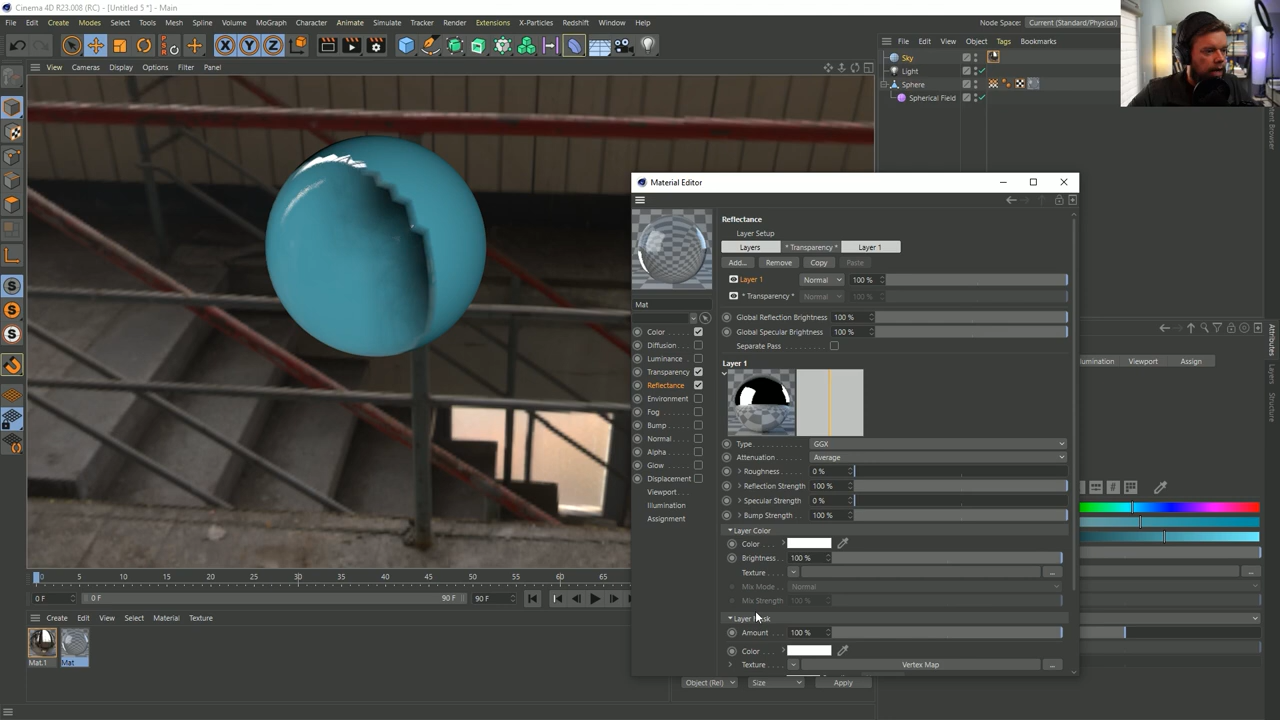 Cinema 4D R23.008 (RC) - [Untitled 5 *] - Main
File Edit Create Modes Select Tools Mesh Spline Volume MoGraph Character Animate Simulate Tracker Render Extensions X-Particles Redshift Window Help
Node Space: Current (Standard/Physical)
X Y Z
File Edit View Object Tags Bookmarks
View Cameras Display Options Filter Panel
Sky
Light
Sphere
Spherical Field
Material Editor
Reflectance
Layer Setup
Layers * Transparency * Layer 1
Add... Remove Copy Paste
Layer 1 Normal 100 %
* Transparency * Normal 100 %
Global Reflection Brightness 100 %
Global Specular Brightness 100 %
Separate Pass
Mat
Color
Diffusion
Luminance
Transparency
Reflectance
Environment
Fog
Bump
Normal
Alpha
Glow
Displacement
Viewport
Illumination
Assignment
Layer 1
Type GGX
Attenuation Average
Roughness 0 %
Reflection Strength 100 %
Specular Strength 0 %
Bump Strength 100 %
Layer Color
Color
Brightness 100 %
Texture ...
Mix Mode Normal
Mix Strength 100 %
Layer Mask
Amount 100 %
Color
Texture Vertex Map ...
Viewport Assign
Attributes
Layers
Structure
0 5 10 15 20 25 30 35 40 45 50 55 60 65
0 F 0 F 90 F 90 F
Create Edit View Select Material Texture
Mat.1 Mat
Object (Rel) Size Apply